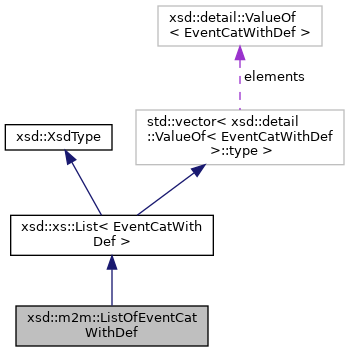 xsd::detail::ValueOf
< EventCatWithDef >
elements
std::vector< xsd::detail
::ValueOf< EventCatWithDef
>::type >
xsd::XsdType
xsd::xs::List< EventCatWith
Def >
xsd::m2m::ListOfEventCat
WithDef